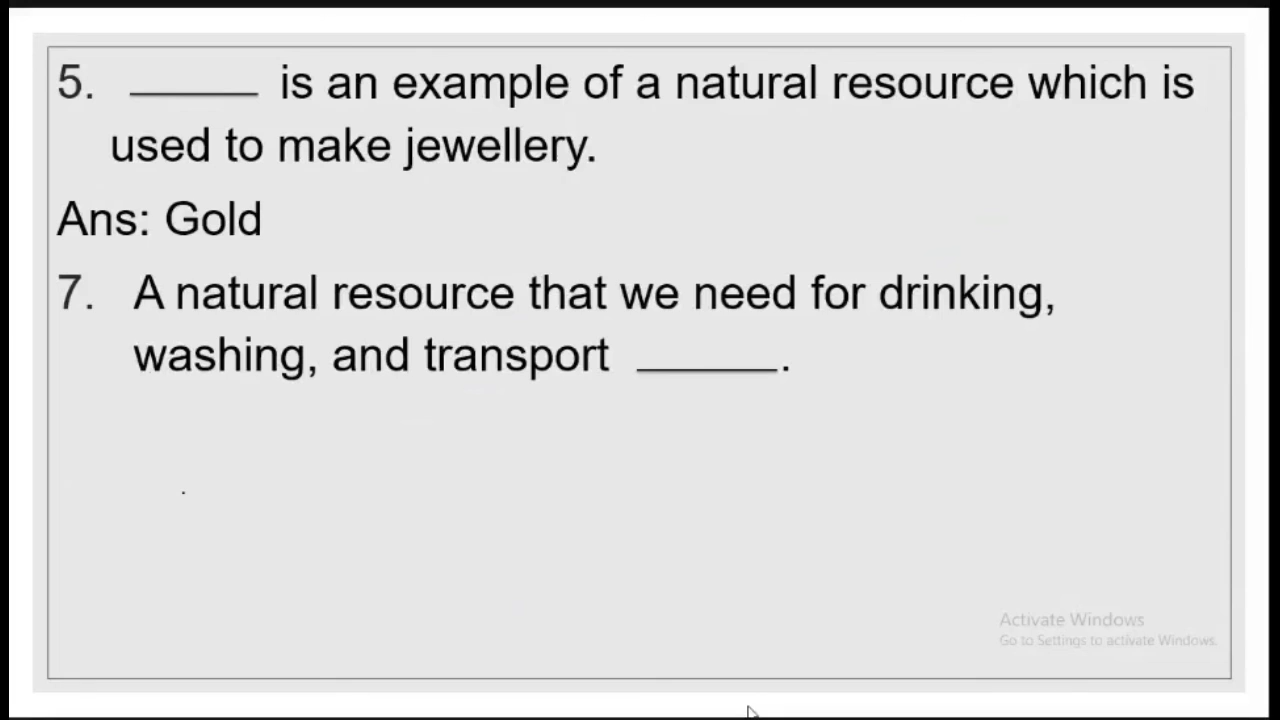 5. ______ is an example of a natural resource which is
used to make jewellery.
Ans: Gold
7. A natural resource that we need for drinking,
washing, and transport ______.
Activate Windows
Go to Settings to activate Windows.